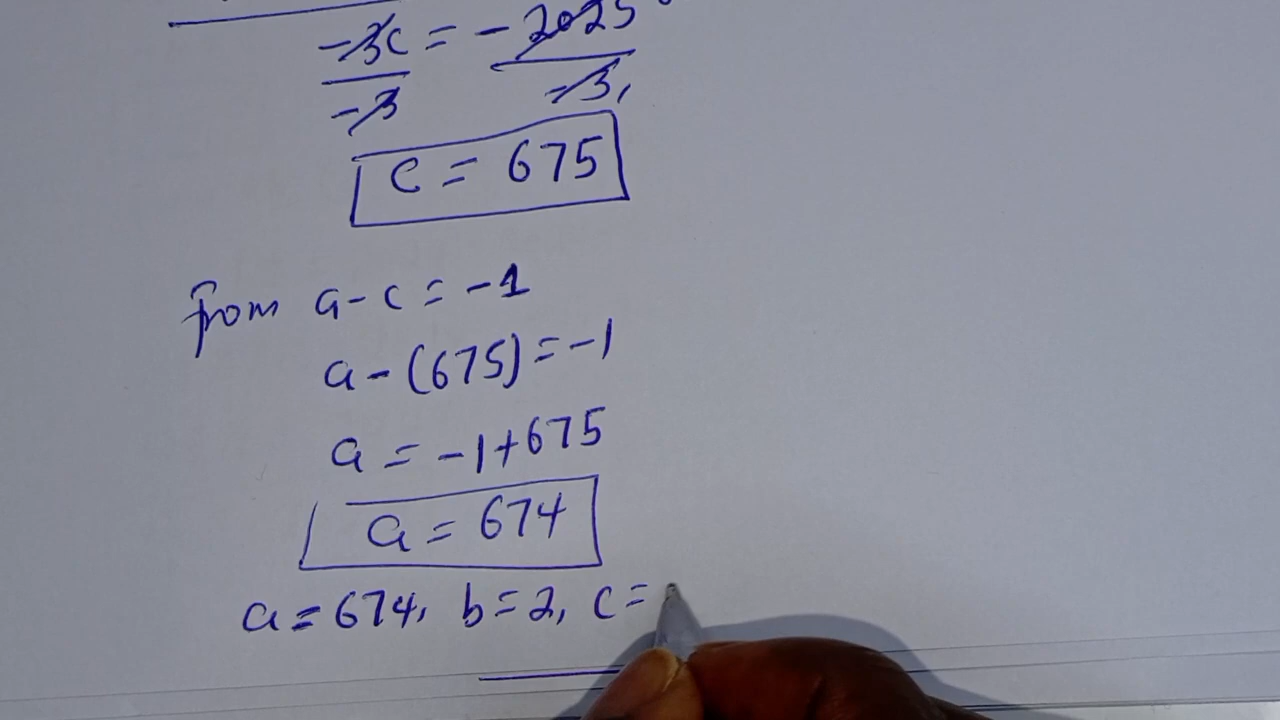 -3c = -2025
-3 -3
c = 675
From a - c = -1
a - (675) = -1
a = -1 + 675
a = 674
a = 674, b = 2, c =